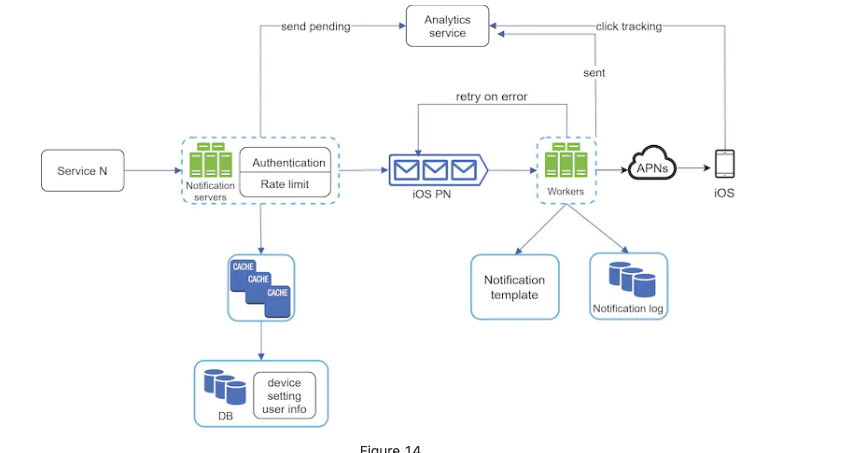 Analytics
service
send pending
click tracking
sent
retry on error
Service N
Notification
servers
Authentication
Rate limit
iOS PN
Workers
APNs
iOS
CACHE
CACHE
CACHE
Notification
template
Notification log
DB
device
setting
user info
Figure 14